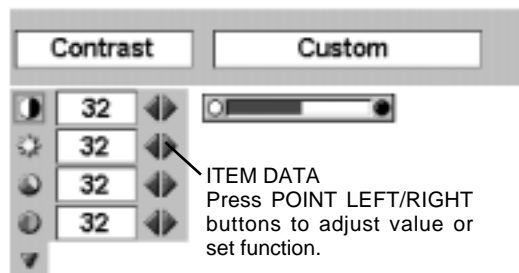 Contrast
Custom
32
32
32
32
ITEM DATA
Press POINT LEFT/RIGHT
buttons to adjust value or
set function.